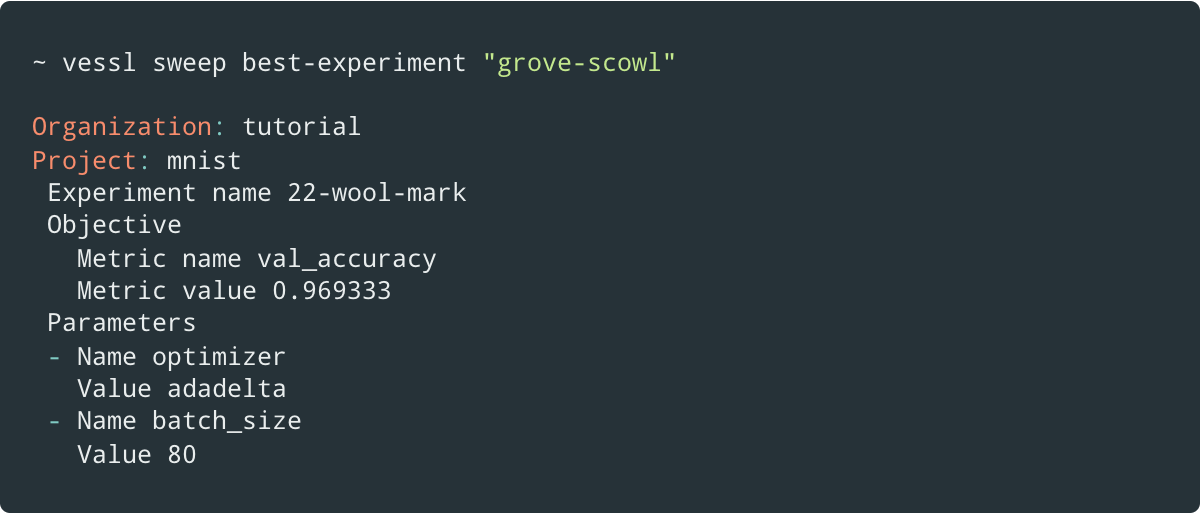 ~ vessl sweep best-experiment "grove-scowl"
Organization: tutorial
Project: mnist
Experiment name 22-wool-mark
Objective
Metric name val_accuracy
Metric value 0.969333
Parameters
- Name optimizer
Value adadelta
- Name batch_size
Value 80